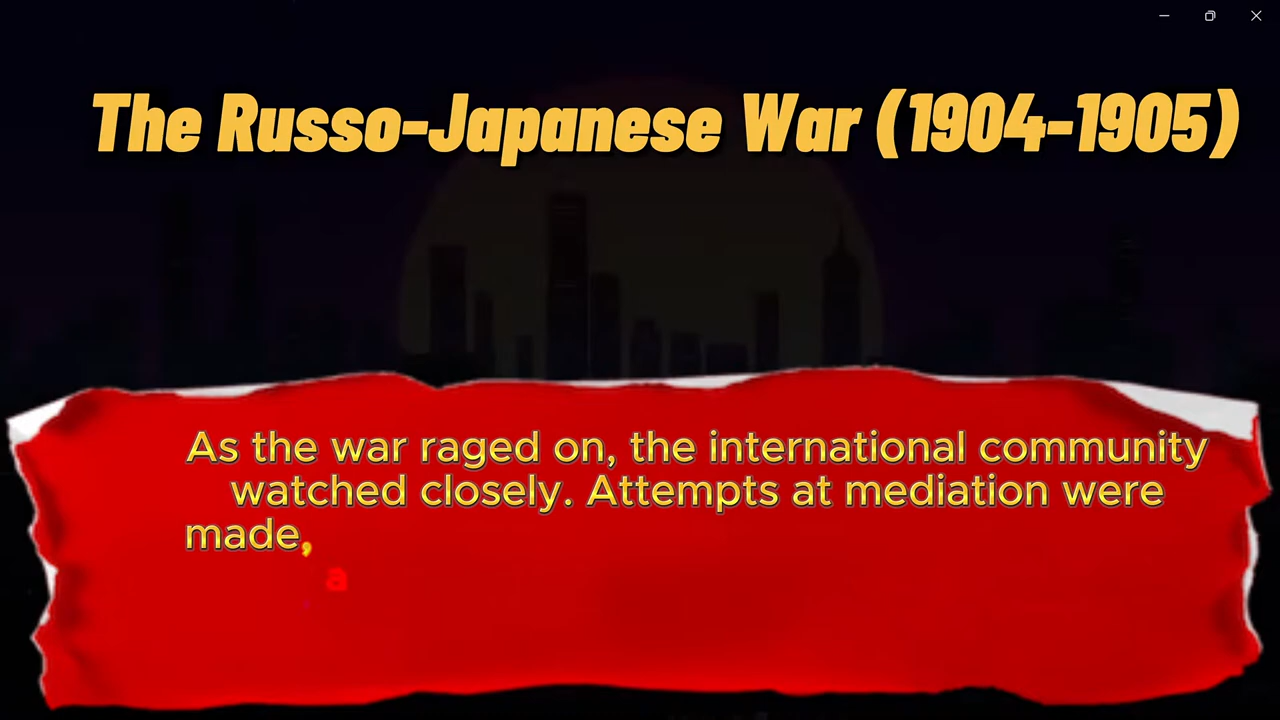 The Russo-Japanese War (1904-1905)
As the war raged on, the international community
watched closely. Attempts at mediation were
made,
a